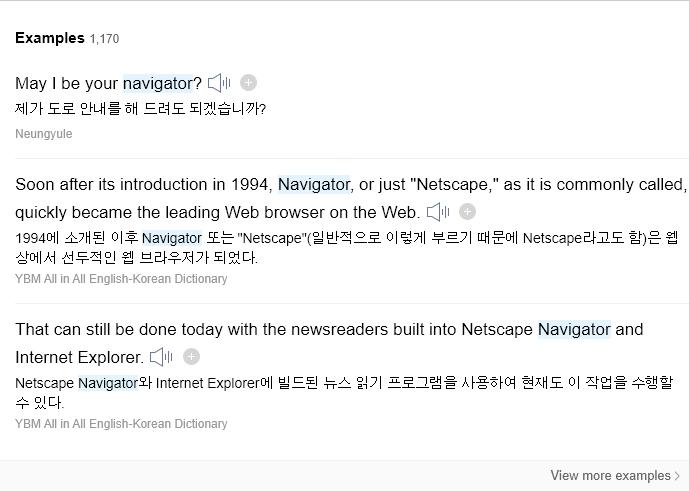 Examples 1,170
May I be your navigator?
제가 도로 안내를 해 드려도 되겠습니까?
Neungyule
Soon after its introduction in 1994, Navigator, or just "Netscape," as it is commonly called,
quickly became the leading Web browser on the Web.
1994에 소개된 이후 Navigator 또는 "Netscape"(일반적으로 이렇게 부르기 때문에 Netscape라고도 함)은 웹
상에서 선두적인 웹 브라우저가 되었다.
YBM All in All English-Korean Dictionary
That can still be done today with the newsreaders built into Netscape Navigator and
Internet Explorer.
Netscape Navigator와 Internet Explorer에 빌드된 뉴스 읽기 프로그램을 사용하여 현재도 이 작업을 수행할
수 있다.
YBM All in All English-Korean Dictionary
View more examples